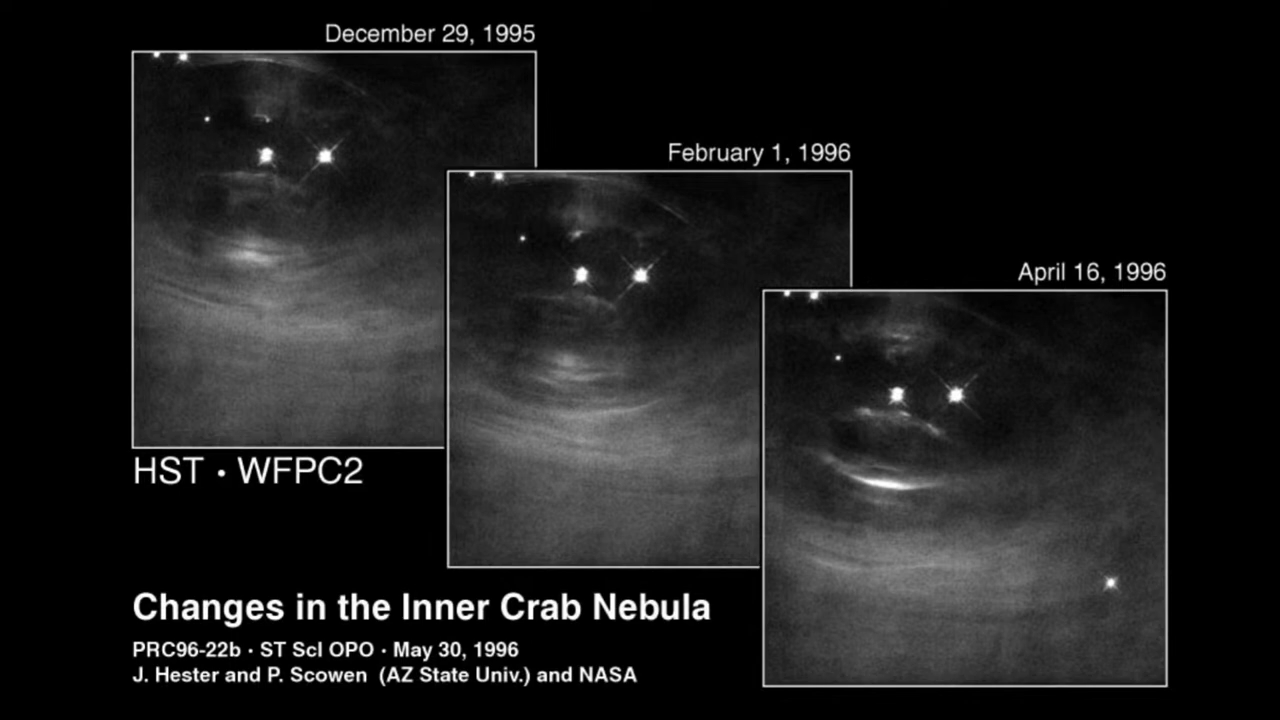 December 29, 1995
February 1, 1996
April 16, 1996
HST • WFPC2
Changes in the Inner Crab Nebula
PRC96-22b • ST ScI OPO • May 30, 1996
J. Hester and P. Scowen (AZ State Univ.) and NASA